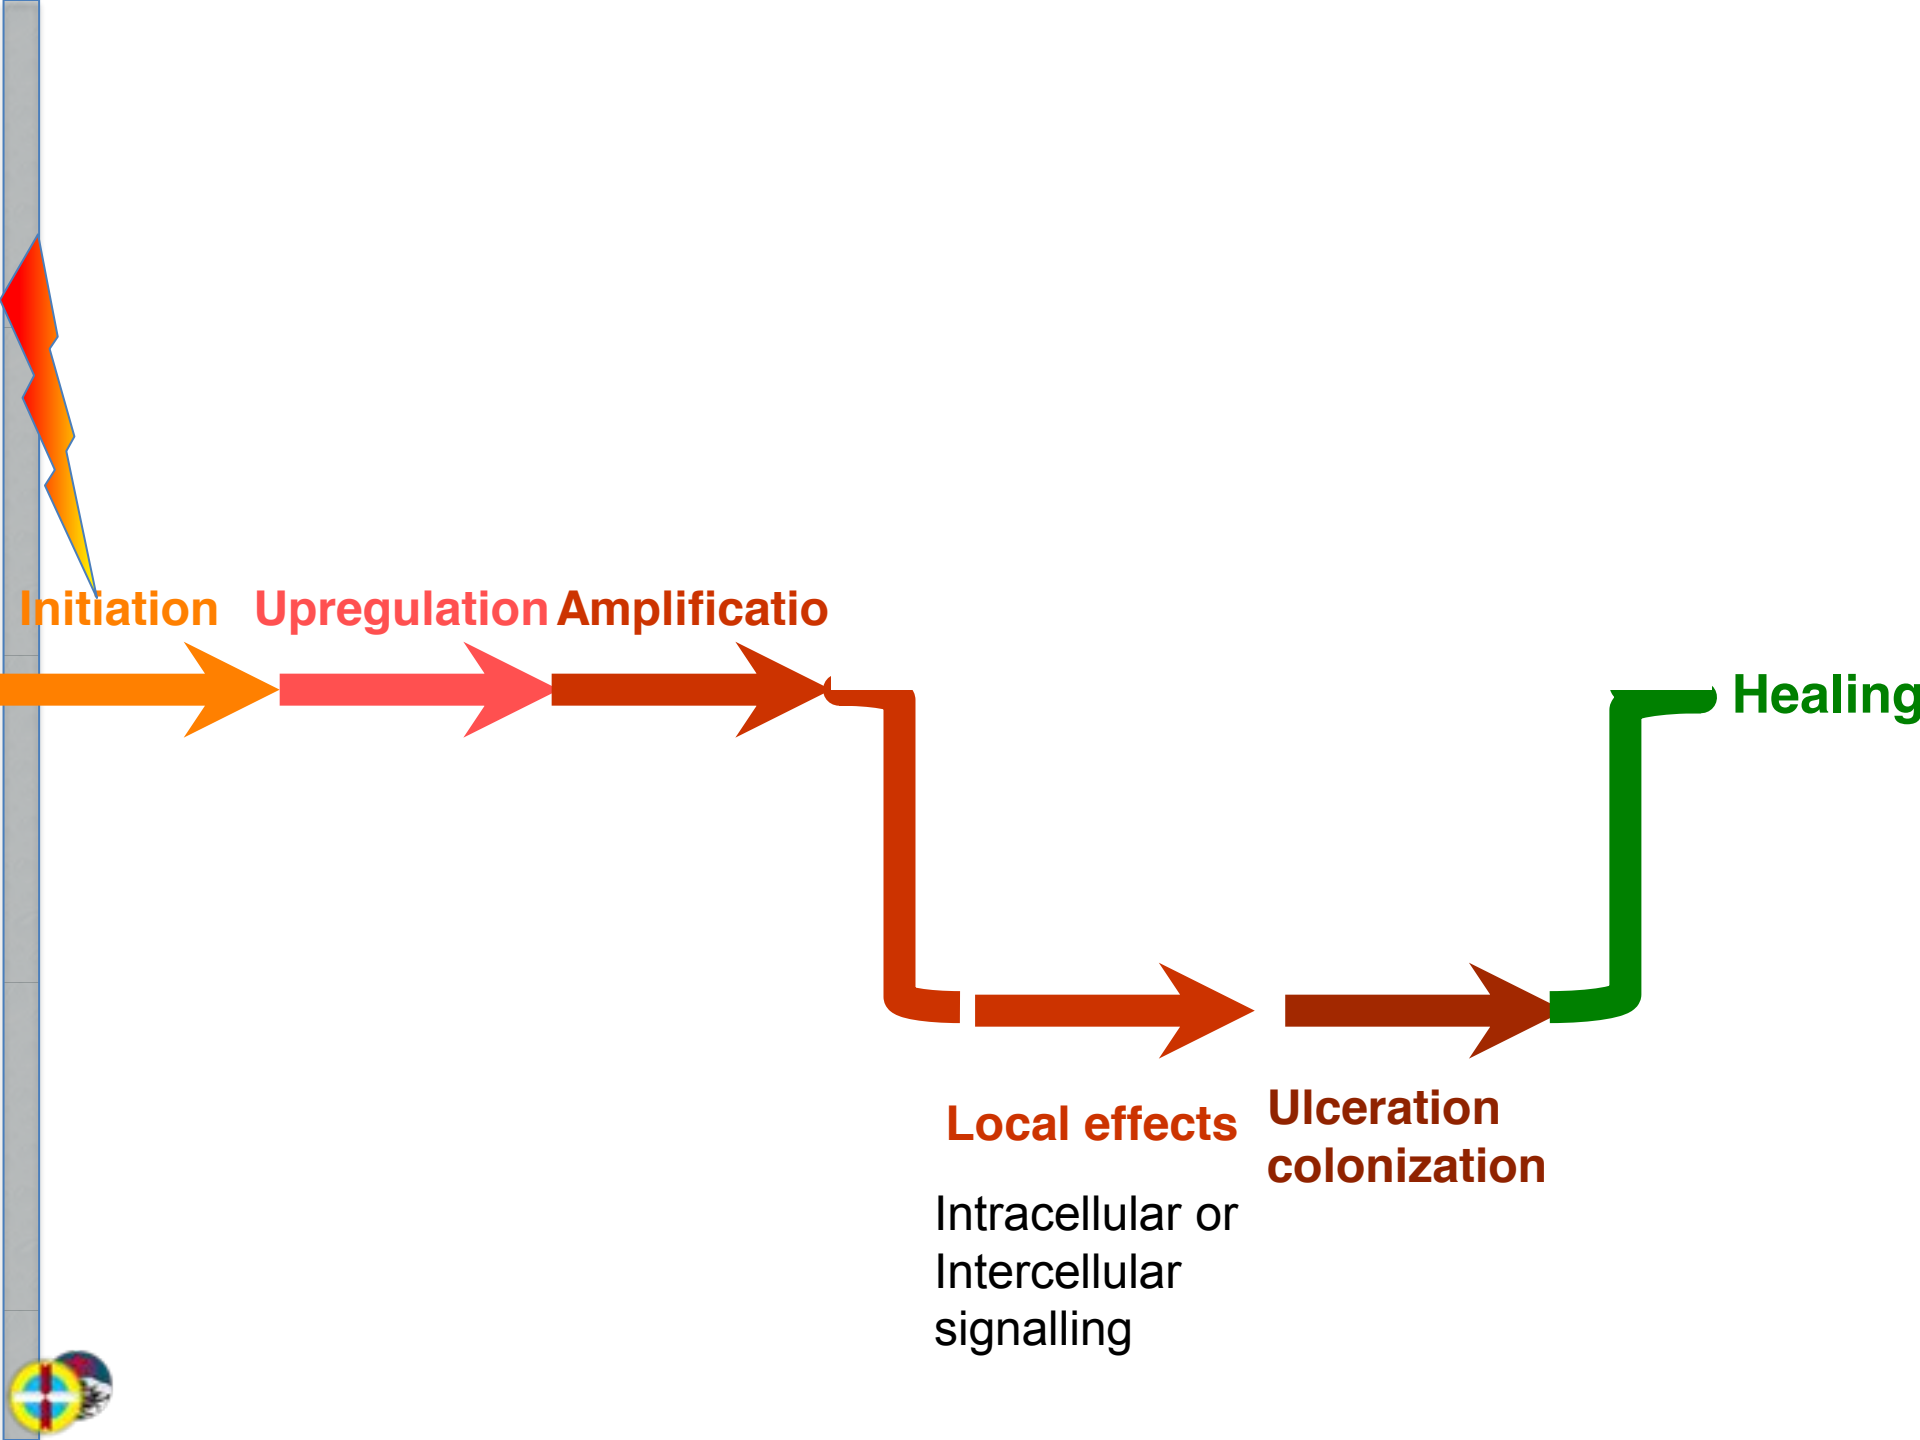 Initiation
Upregulation
Amplificatio
Healing
Local effects
Ulceration
colonization
Intracellular or
Intercellular
signalling